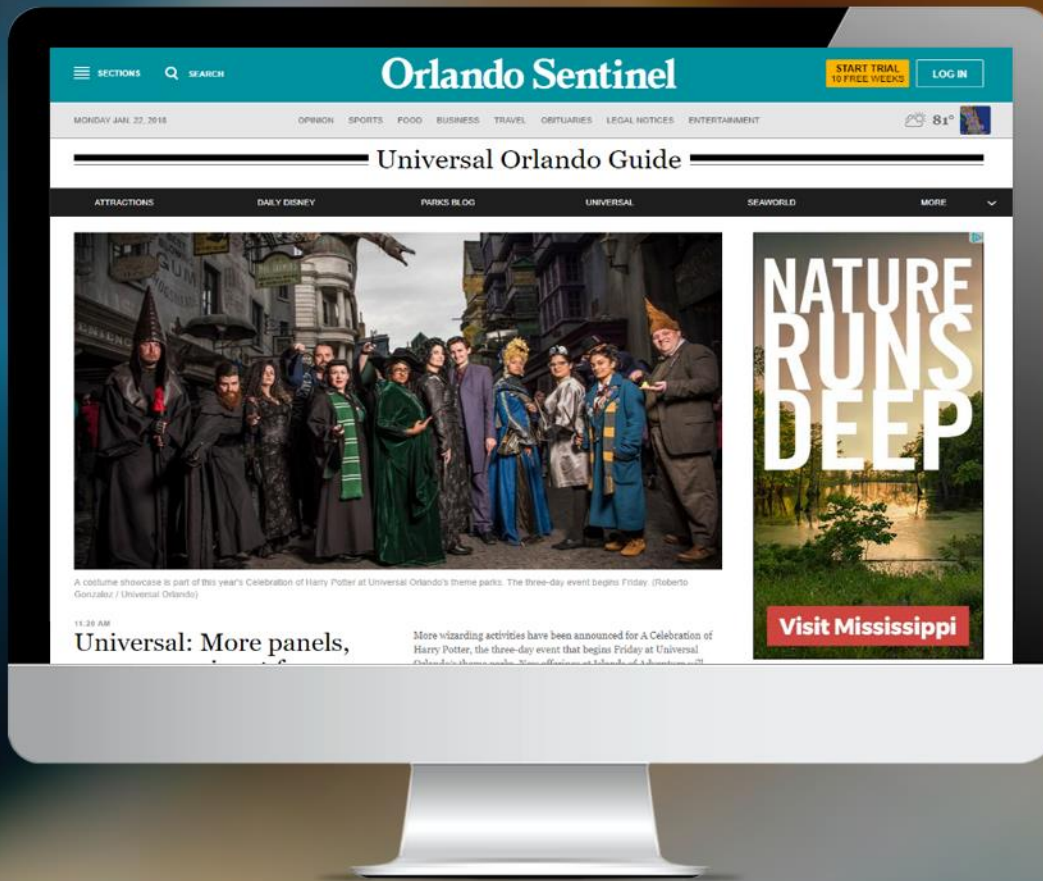 SECTIONS
SEARCH
Orlando Sentinel
START TRIAL
10 FREE WEEKS
LOG IN
MONDAY JAN. 22, 2018
OPINION SPORTS FOOD BUSINESS TRAVEL OBITUARIES LEGAL NOTICES ENTERTAINMENT
81°
Universal Orlando Guide
ATTRACTIONS DAILY DISNEY PARKS BLOG UNIVERSAL SEAWORLD MORE
GUM
A costume showcase is part of this year's Celebration of Harry Potter at Universal Orlando's theme parks. The three-day event begins Friday. (Roberto
Gonzalez / Universal Orlando)
11:20 AM
Universal: More panels,
More wizarding activities have been announced for A Celebration of
Harry Potter, the three-day event that begins Friday at Universal
NATURE
RUNS
DEEP
Visit Mississippi